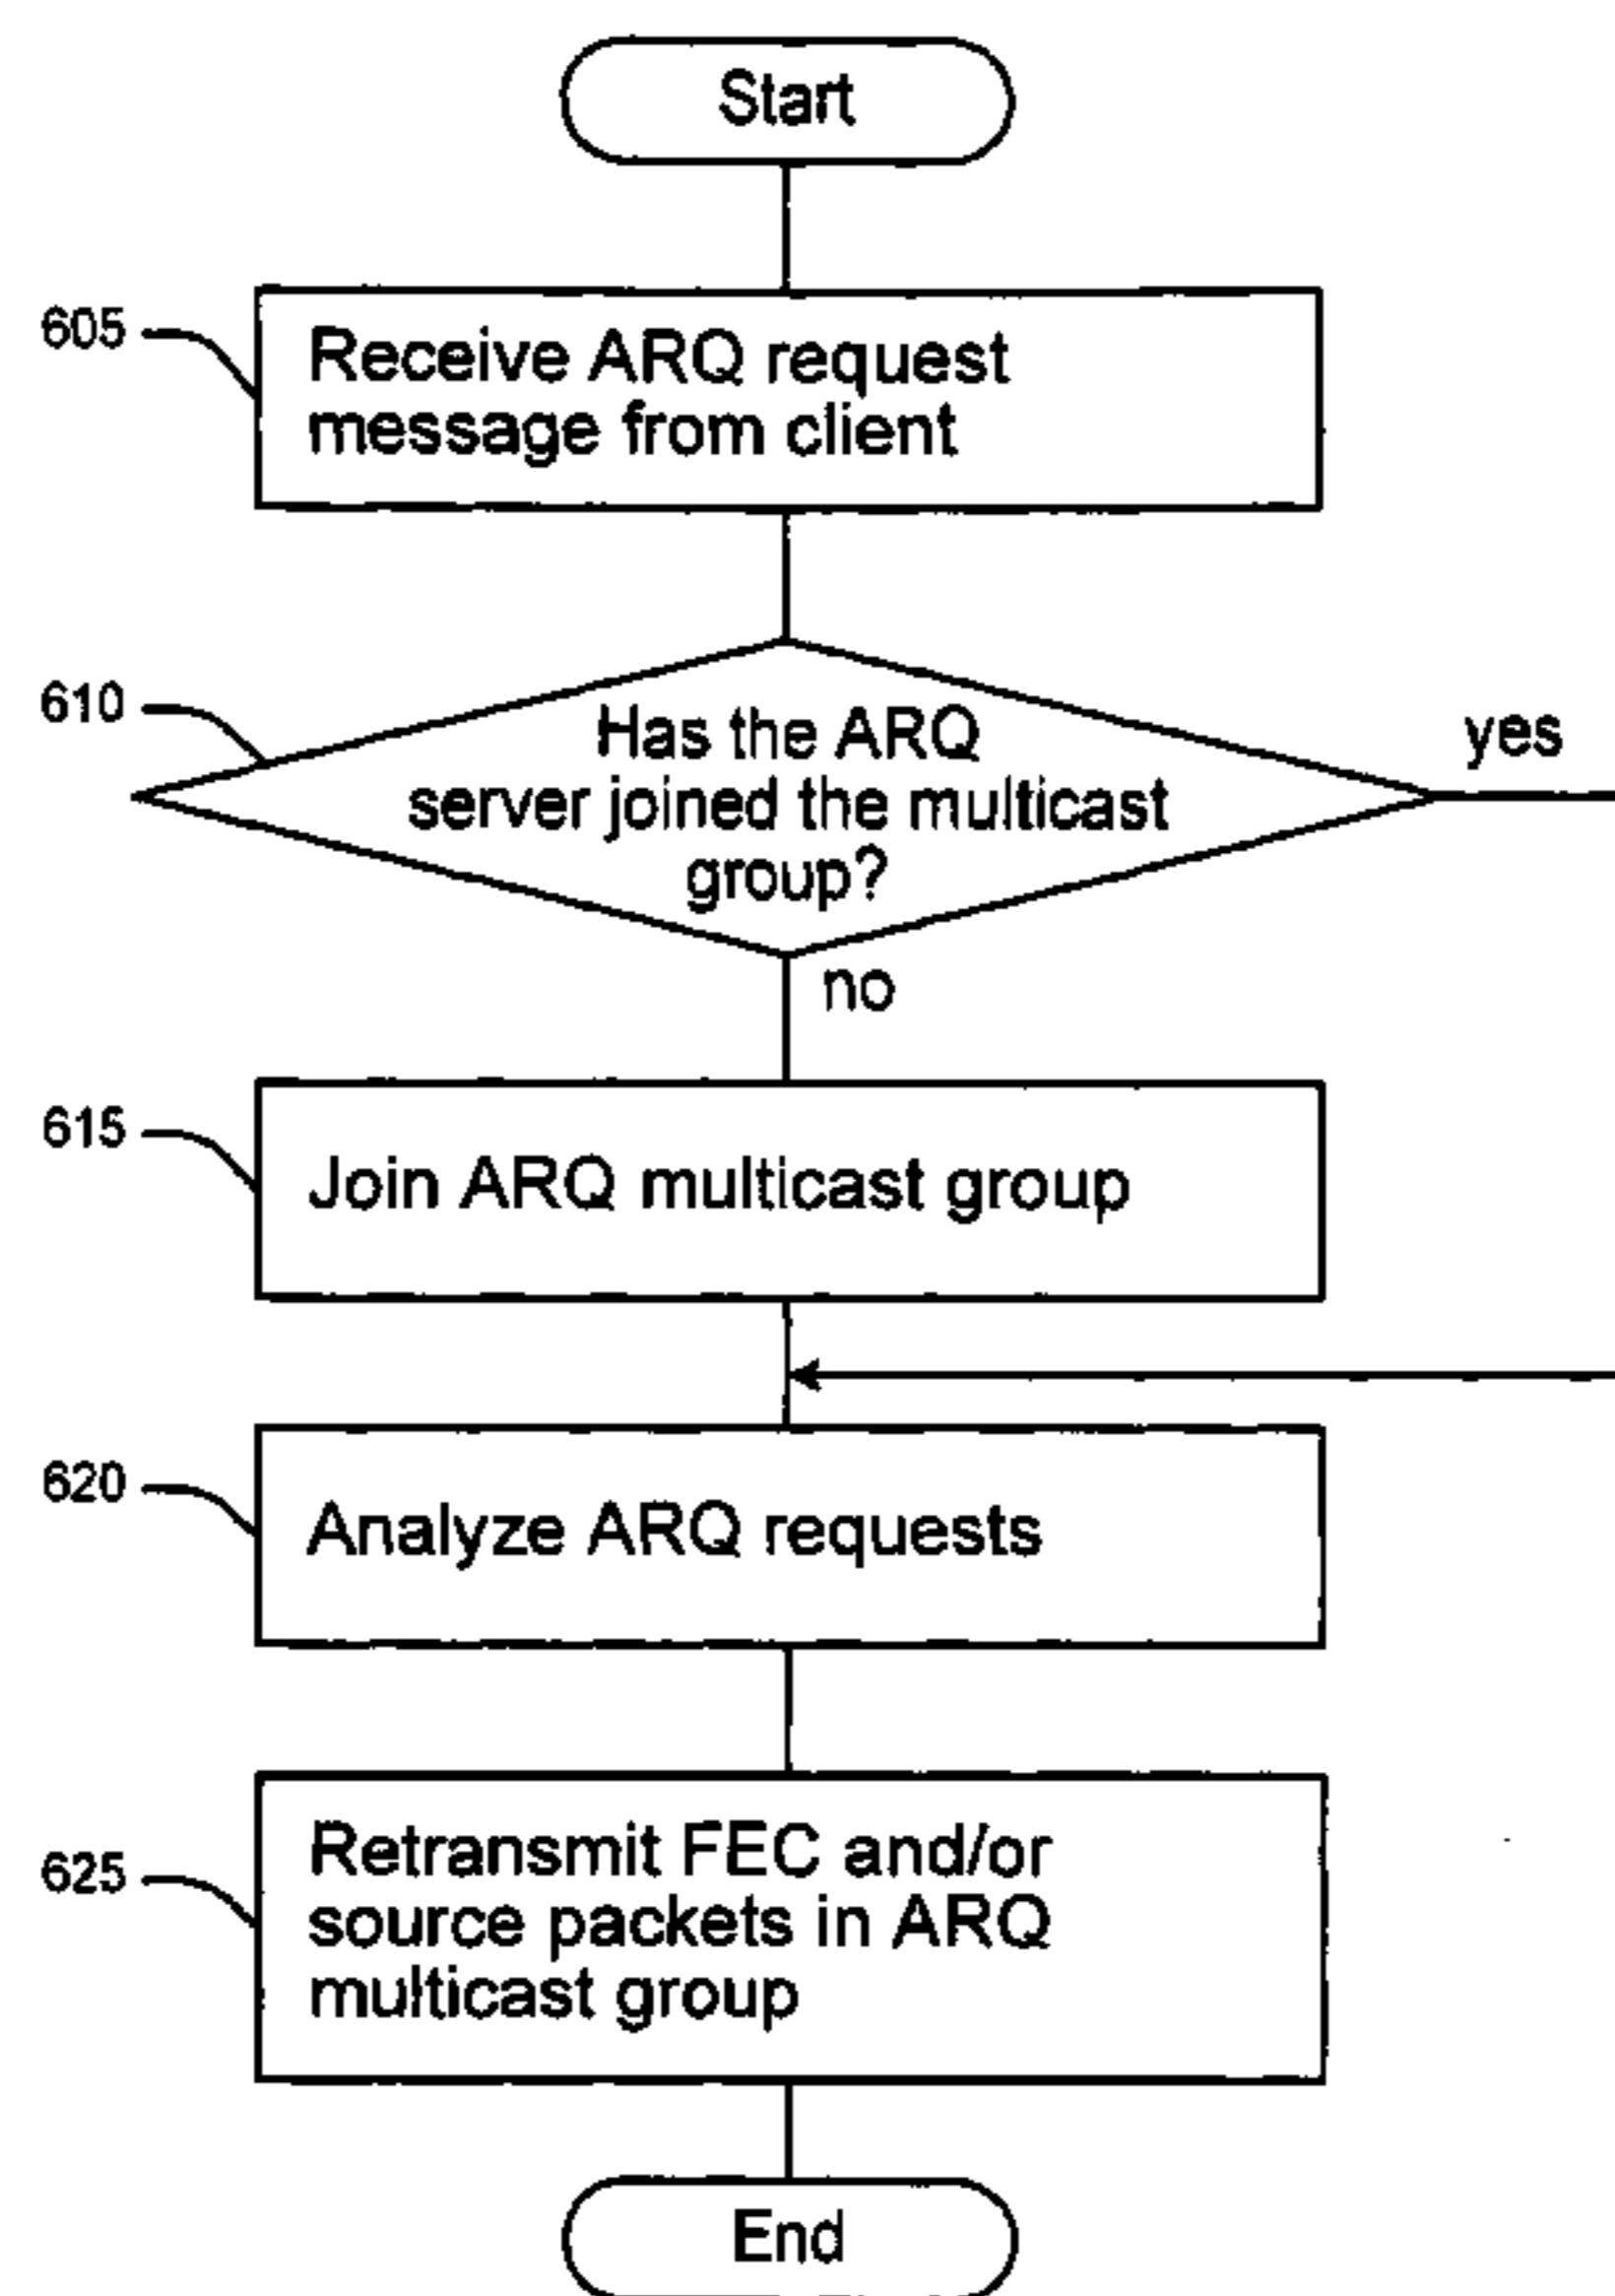 Start
605
Receive ARQ request
message from client
610
Has the ARQ
server joined the multicast
group?
yes
no
615
Join ARQ multicast group
620
Analyze ARQ requests
625
Retransmit FEC and/or
source packets in ARQ
multicast group
End